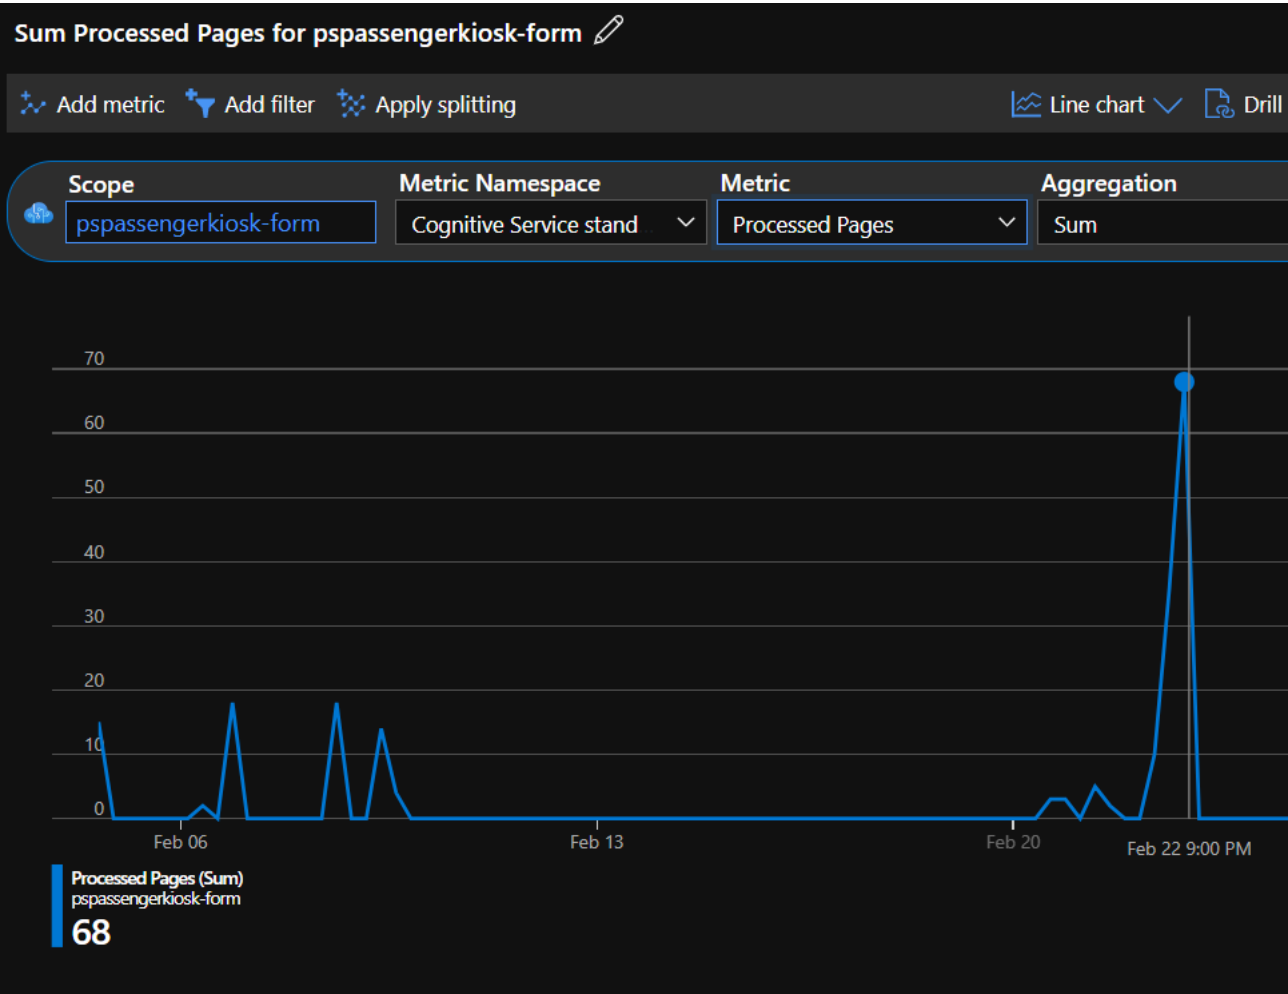 Sum Processed Pages for pspassengerkiosk-form
Add metric Add filter Apply splitting Line chart Drill
Scope Metric Namespace Metric Aggregation
pspassengerkiosk-form Cognitive Service stand Processed Pages Sum
70
60
50
40
30
20
10
0
Feb 06 Feb 13 Feb 20 Feb 22 9:00 PM
Processed Pages (Sum)
pspassengerkiosk-form
68